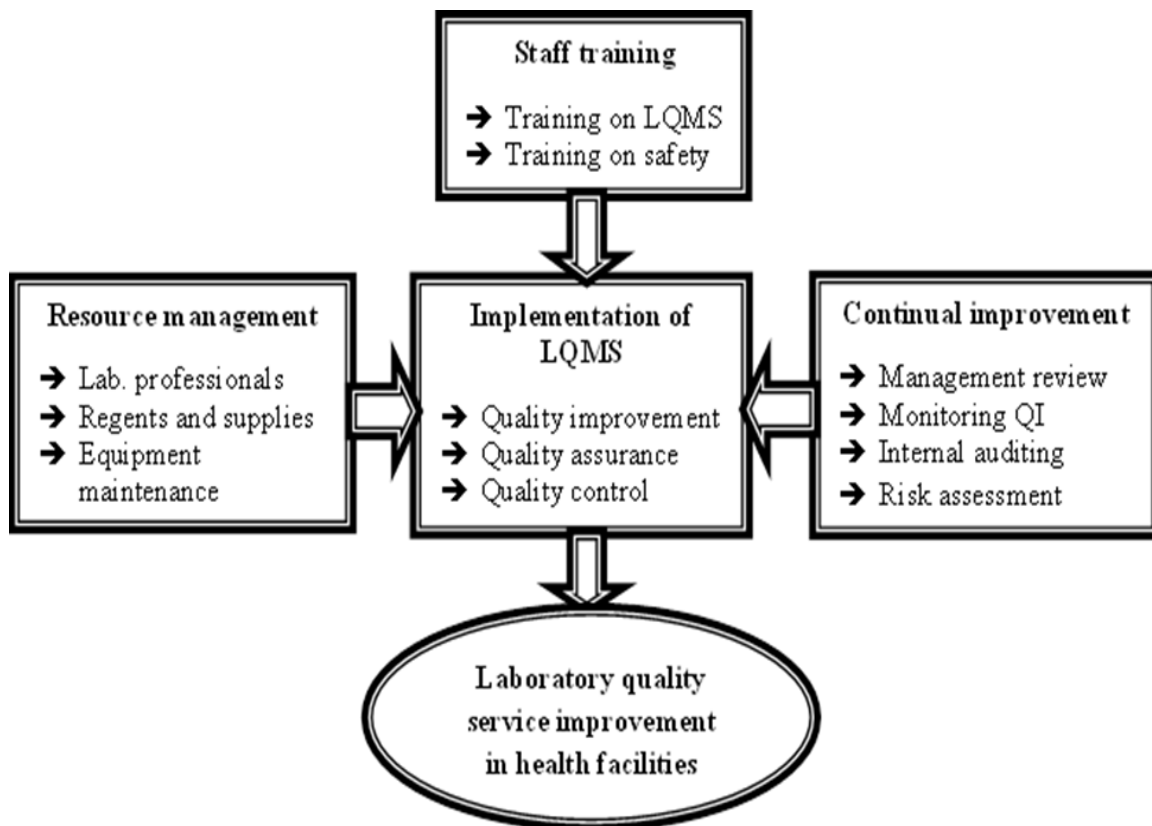 Staff training
➔ Training on LQMS
➔ Training on safety
Resource management
➔ Lab. professionals
➔ Regents and supplies
➔ Equipment
maintenance
Implementation of
LQMS
➔ Quality improvement
➔ Quality assurance
➔ Quality control
Continual improvement
➔ Management review
➔ Monitoring QI
➔ Internal auditing
➔ Risk assessment
Laboratory quality
service improvement
in health facilities